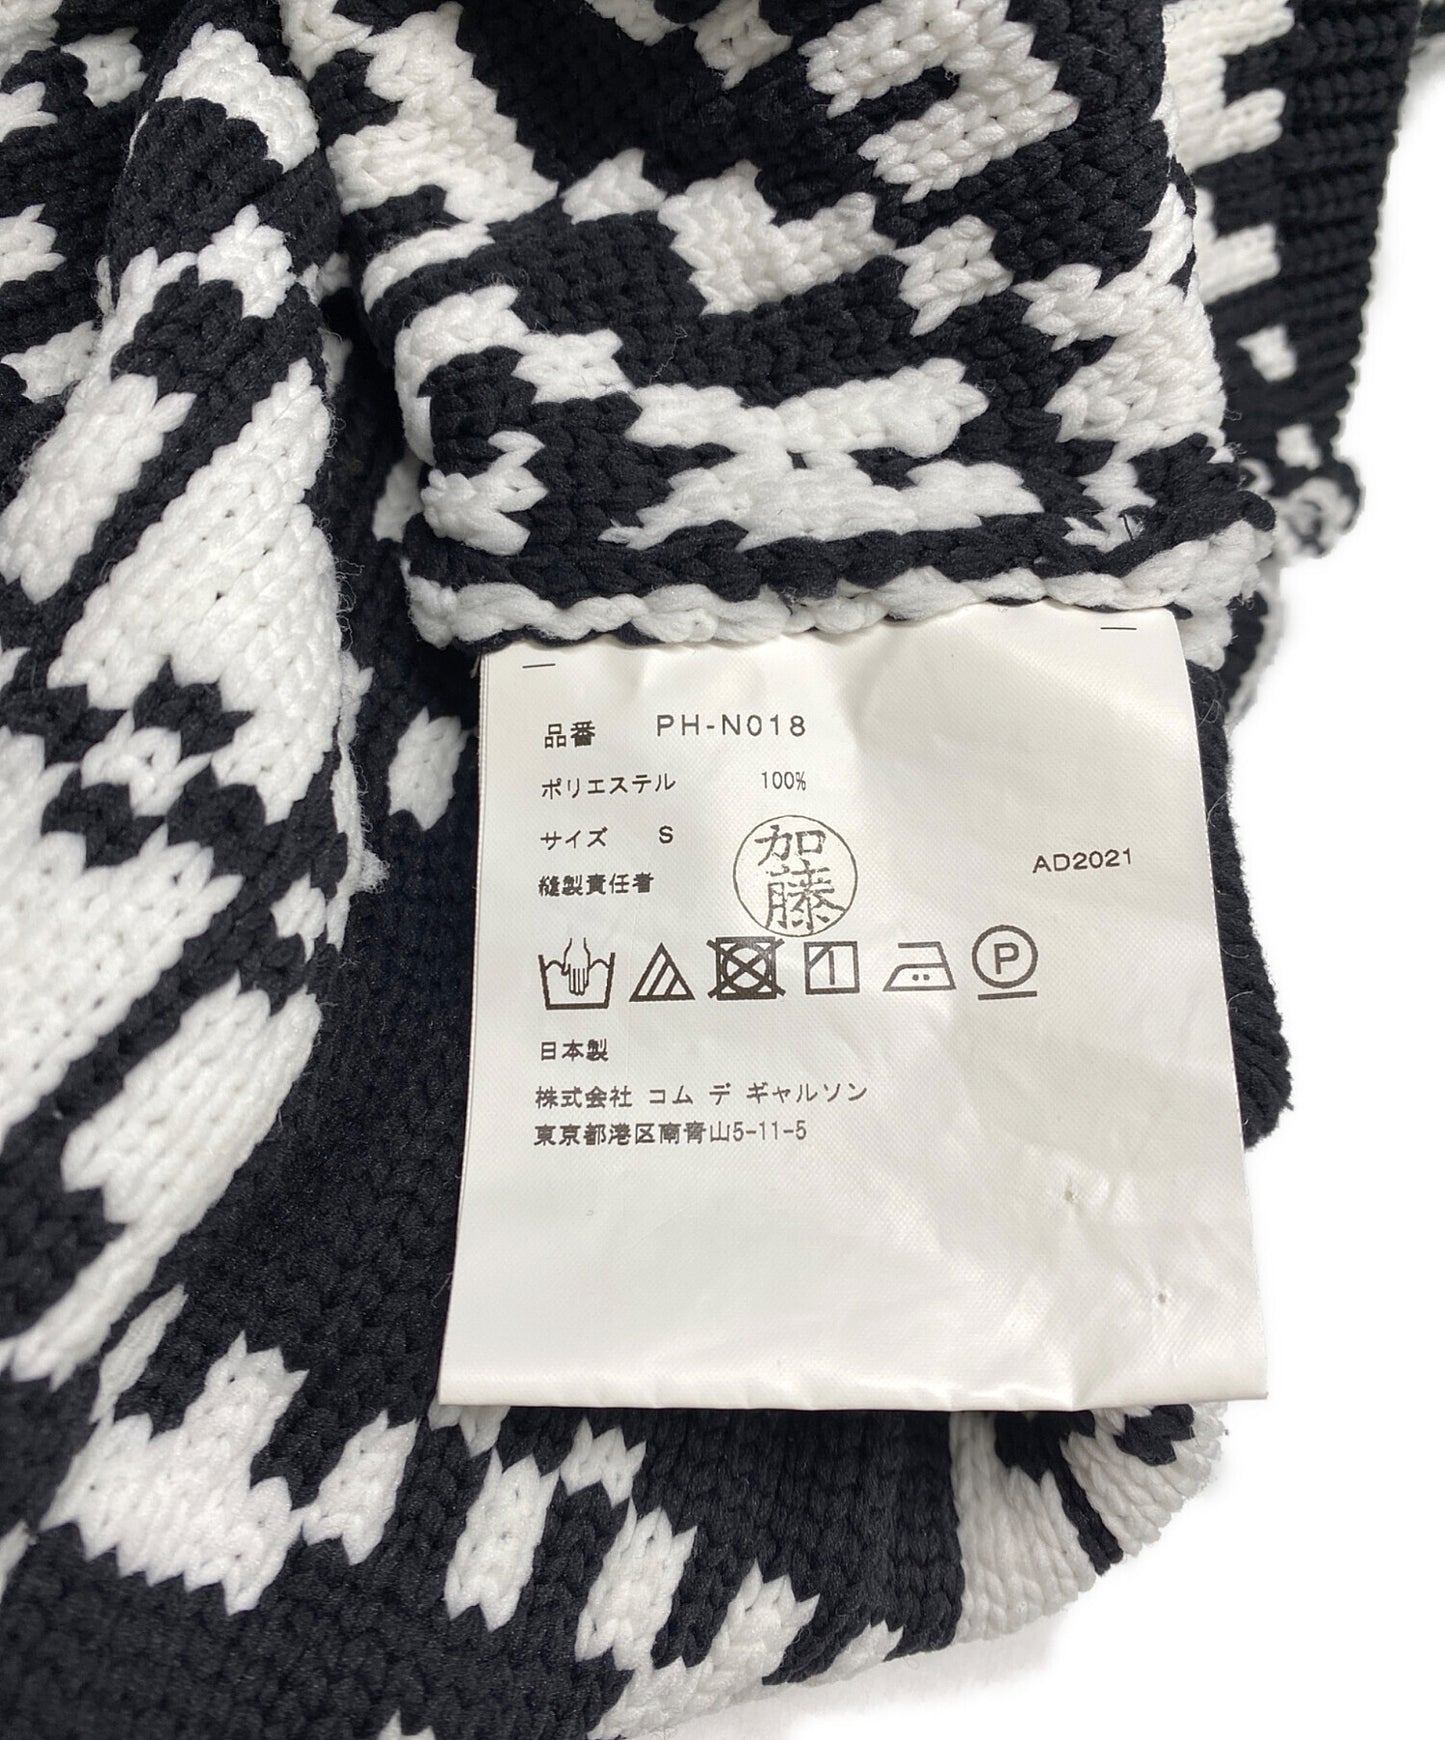 品番 PH-N018
ポリエステル 100%
サイズ S
縫製責任者 加藤
AD2021
P
日本製
株式会社 コム デ ギャルソン
東京都港区南青山5-11-5